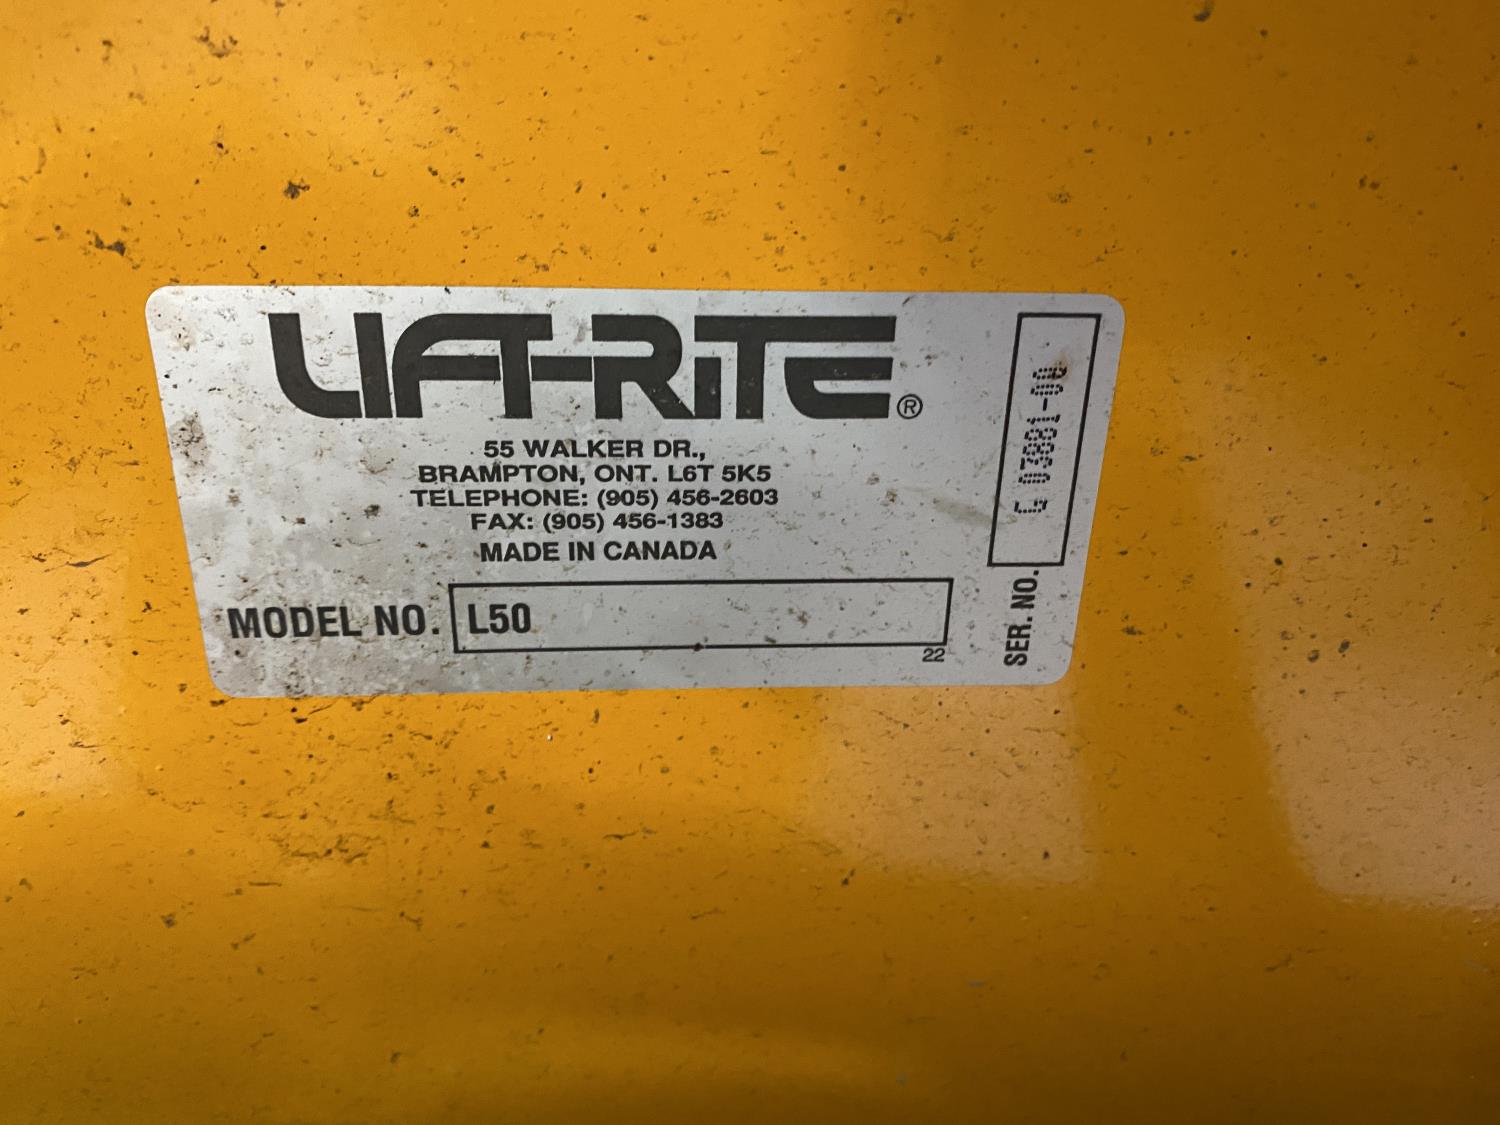 LIFT-RITE®
55 WALKER DR.,
BRAMPTON, ONT. L6T 5K5
TELEPHONE: (905) 456-2603
FAX: (905) 456-1383
MADE IN CANADA
MODEL NO. L50
22
SER. NO.